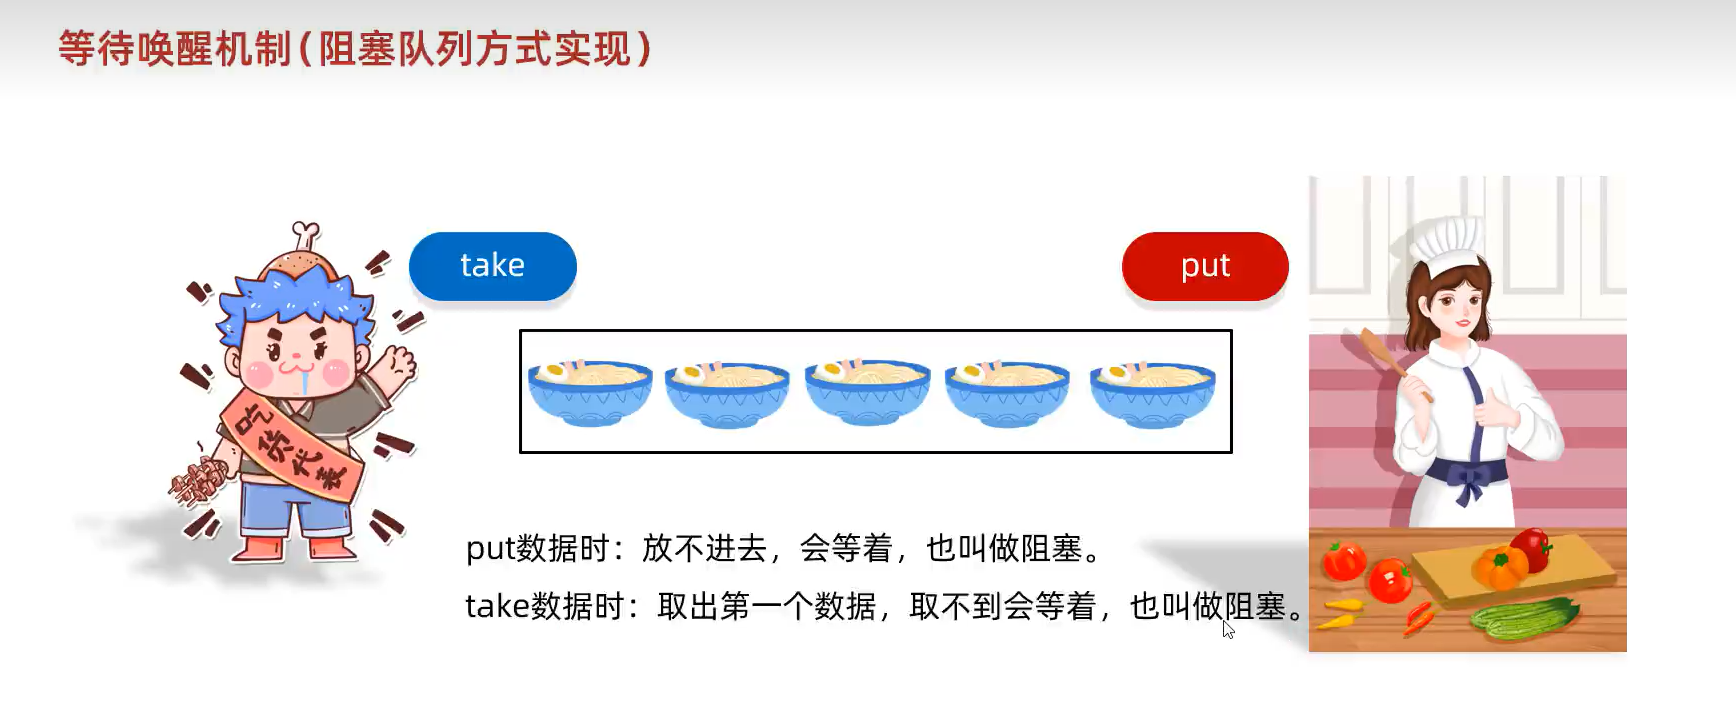 等待唤醒机制(阻塞队列方式实现)
take
put
吃货代表
put数据时：放不进去，会等着，也叫做阻塞。
take数据时：取出第一个数据，取不到会等着，也叫做阻塞。